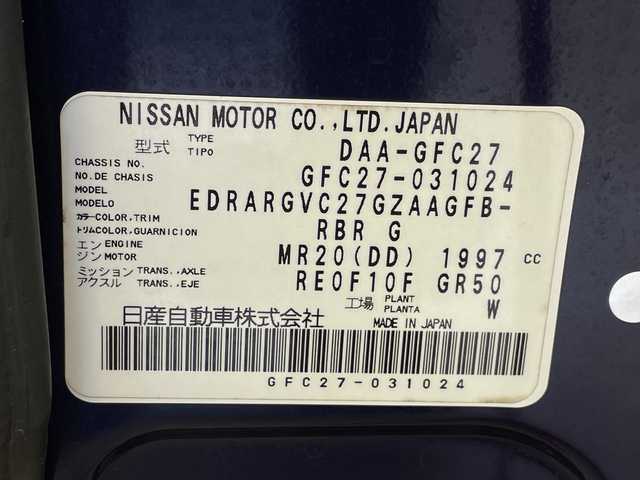 NISSAN MOTOR CO.,LTD.JAPAN
型式 TYPE TIPO DAA-GFC27
CHASSIS NO.
NO.DE CHASIS GFC27-031024
MODEL
MODELO EDRARGVC27GZAAGFB-
カラー COLOR,TRIM
トリム COLOR,GUARNICION RBR G
エンジン ENGINE MOTOR MR20(DD) 1997 CC
ミッション TRANS.,AXLE
アクスル TRANS.,EJE RE0F10F GR50
工場 PLANT PLANTA W
日産自動車株式会社 MADE IN JAPAN
GFC27-031024